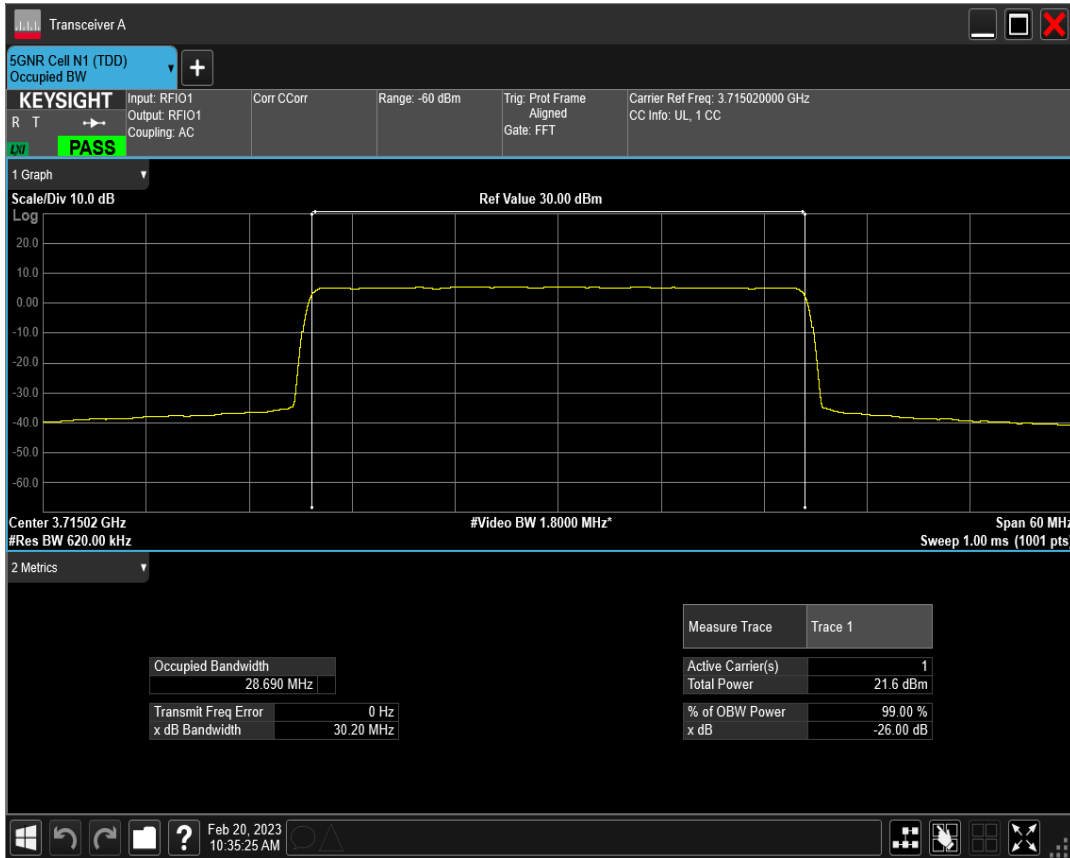 Transceiver A
5GNR Cell N1 (TDD)
Occupied BW
+
KEYSIGHT
R T
LXI
PASS
Input: RFIO1
Output: RFIO1
Coupling: AC
Corr CCorr
Range: -60 dBm
Trig: Prot Frame
Aligned
Gate: FFT
Carrier Ref Freq: 3.715020000 GHz
CC Info: UL, 1 CC
1 Graph
Scale/Div 10.0 dB
Ref Value 30.00 dBm
Log
20.0
10.0
0.00
-10.0
-20.0
-30.0
-40.0
-50.0
-60.0
Center 3.71502 GHz
#Video BW 1.8000 MHz*
Span 60 MHz
#Res BW 620.00 kHz
Sweep 1.00 ms (1001 pts)
2 Metrics
Measure Trace Trace 1
Occupied Bandwidth
28.690 MHz
Active Carrier(s) 1
Total Power 21.6 dBm
Transmit Freq Error 0 Hz
x dB Bandwidth 30.20 MHz
% of OBW Power 99.00 %
x dB -26.00 dB
?
Feb 20, 2023
10:35:25 AM